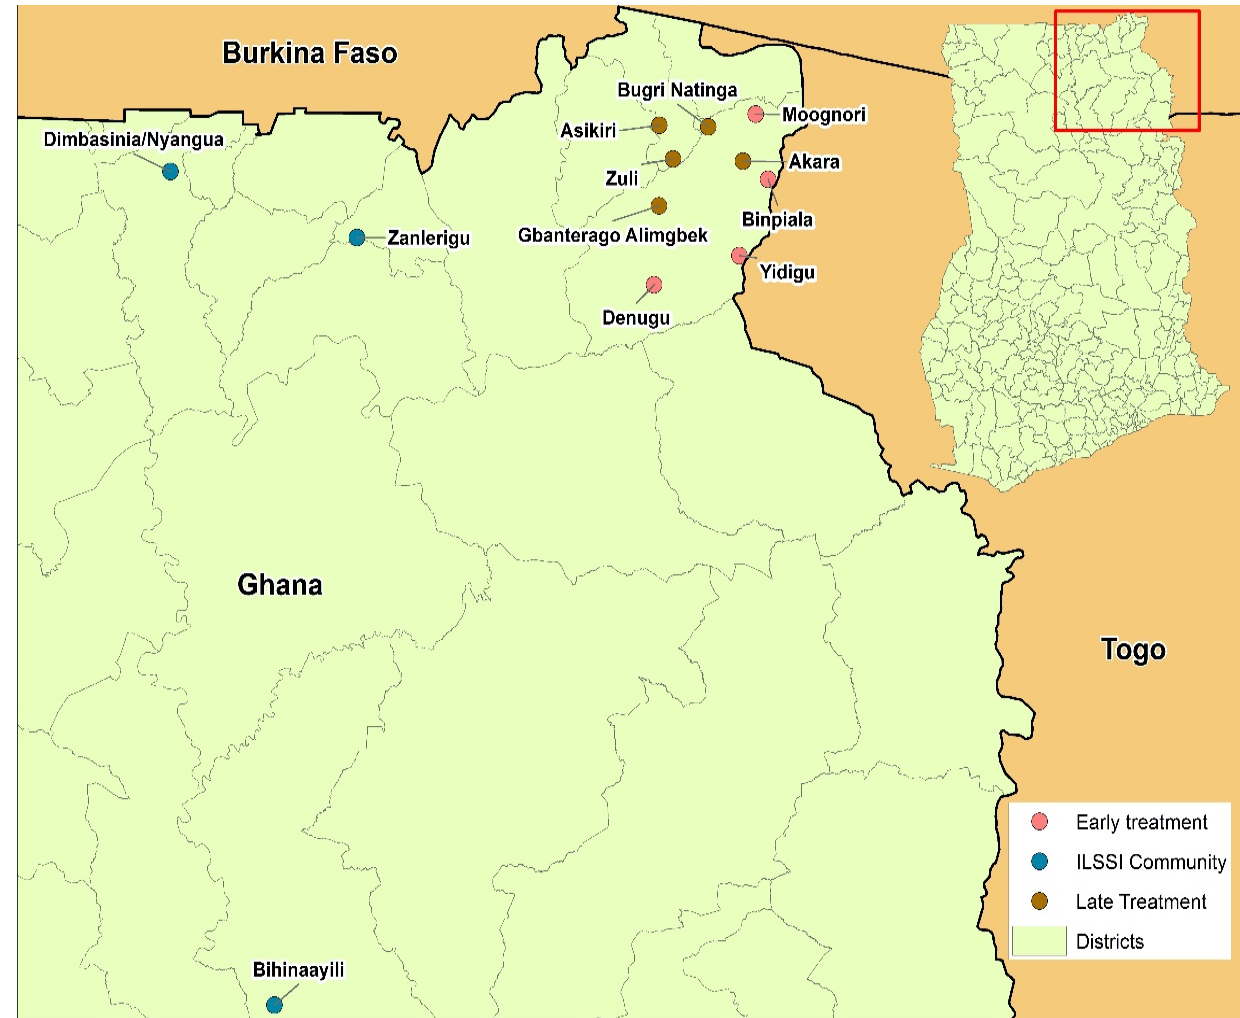 Burkina Faso
Bugri Natinga
Moognori
Asikiri
Dimbasinia/Nyangua
Akara
Zuli
Binpiala
Gbanterago Alimgbek
Zanlerigu
Yidigu
Denugu
Ghana
Togo
Early treatment
ILSSI Community
Late Treatment
Districts
Bihinaayili